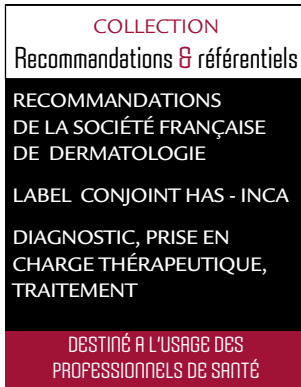 COLLECTION
Recommandations & référentiels
RECOMMANDATIONS
DE LA SOCIÉTÉ FRANÇAISE
DE DERMATOLOGIE
LABEL CONJOINT HAS - INCA
DIAGNOSTIC, PRISE EN
CHARGE THÉRAPEUTIQUE,
TRAITEMENT
DESTINÉ A L'USAGE DES
PROFESSIONNELS DE SANTÉ